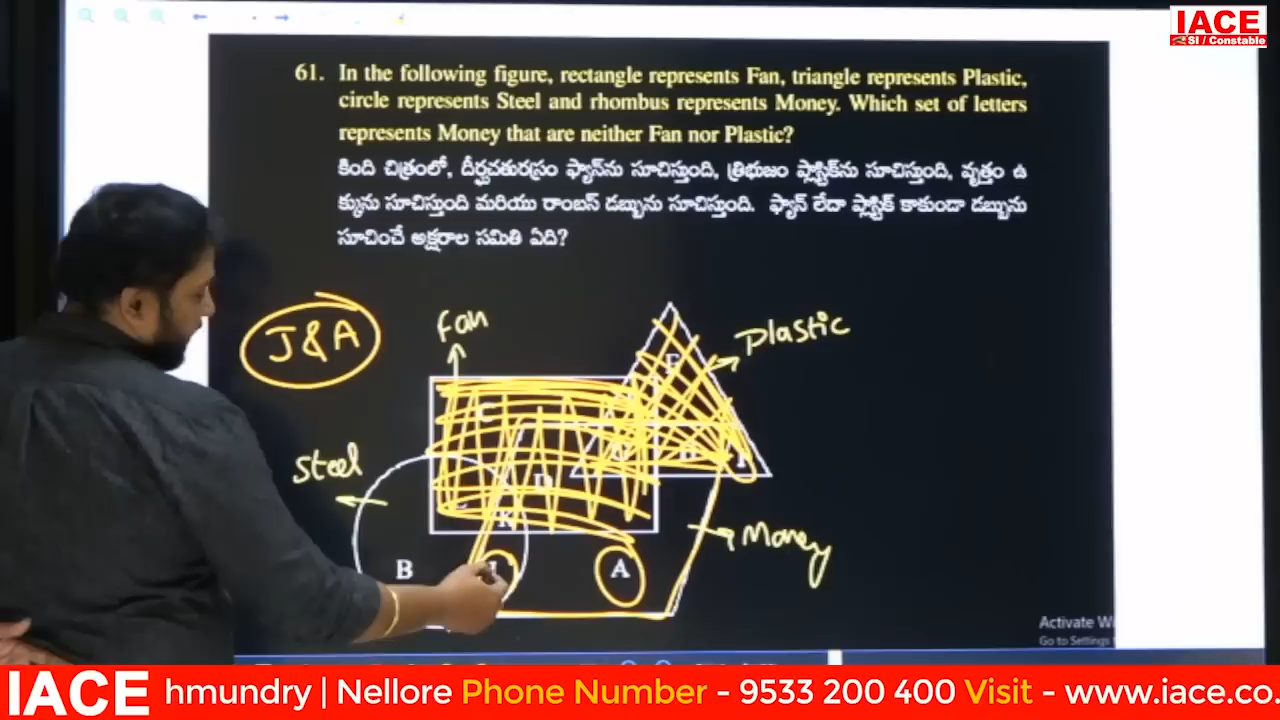 IACE
SI / Constable
61. In the following figure, rectangle represents Fan, triangle represents Plastic,
circle represents Steel and rhombus represents Money. Which set of letters
represents Money that are neither Fan nor Plastic?
కింది చిత్రంలో, దీర్ఘచతురస్రం ఫ్యాన్‌ను సూచిస్తుంది, త్రిభుజం ప్లాస్టిక్‌ను సూచిస్తుంది, వృత్తం ఉ
క్కును సూచిస్తుంది మరియు రాంబస్ డబ్బును సూచిస్తుంది. ఫ్యాన్ లేదా ప్లాస్టిక్ కాకుండా డబ్బును
సూచించే అక్షరాల సమితి ఏది?
J & A
Fan
Plastic
C
Steel
D
K
Money
B
A
Activate Wi
Go to Settings
IACE hmundry | Nellore Phone Number - 9533 200 400 Visit - www.iace.co.